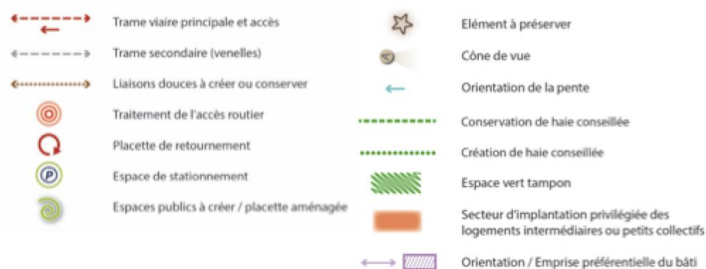 Trame viaire principale et accès
Trame secondaire (venelles)
Liaisons douces à créer ou conserver
Traitement de l'accès routier
Placette de retournement
P
Espace de stationnement
Espaces publics à créer / placette aménagée
Elément à préserver
Cône de vue
Orientation de la pente
Conservation de haie conseillée
Création de haie conseillée
Espace vert tampon
Secteur d'implantation privilégiée des
logements intermédiaires ou petits collectifs
Orientation / Emprise préférentielle du bâti